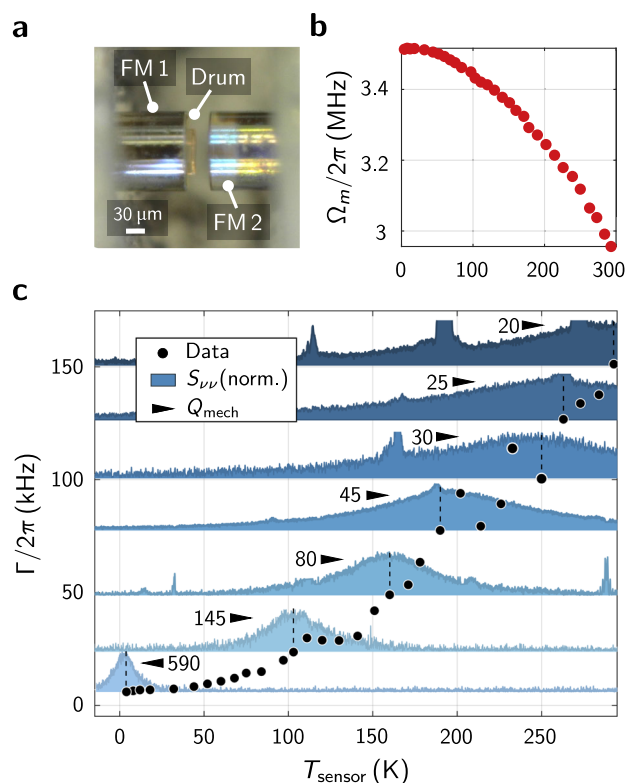 a
FM 1
Drum
FM 2
30 μm
b
Ω_m/2π (MHz)
3.4
3.2
3
0
100
200
300
c
Γ/2π (kHz)
150
100
50
0
Data
S_νν(norm.)
Q_mech
20
25
30
45
80
145
590
0
50
100
150
200
250
T_sensor (K)